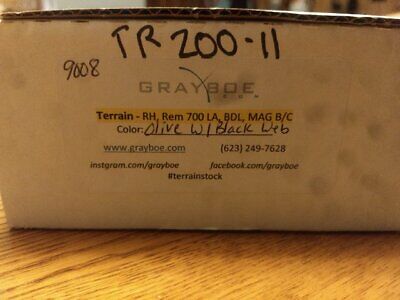 TR 200-11
9008
GRAYBOE
.COM
Terrain - RH, Rem 700 LA, BDL, MAG B/C
Color: Olive W/ Black Web
www.grayboe.com (623) 249-7628
instgram.com/grayboe facebook.com/grayboe
#terrainstock